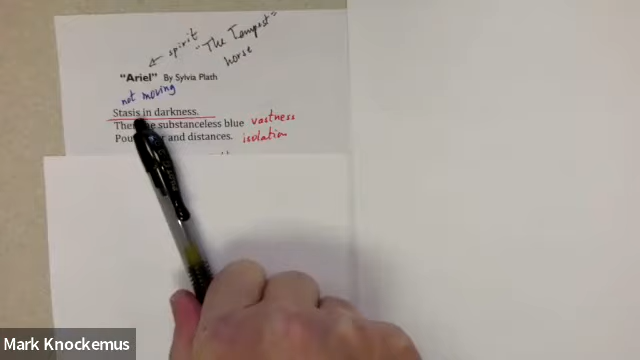 spirit "The Tempest"
horse
"Ariel" By Sylvia Plath
not moving
Stasis in darkness.
substanceless blue vastness
and distances. isolation
Mark Knockemus